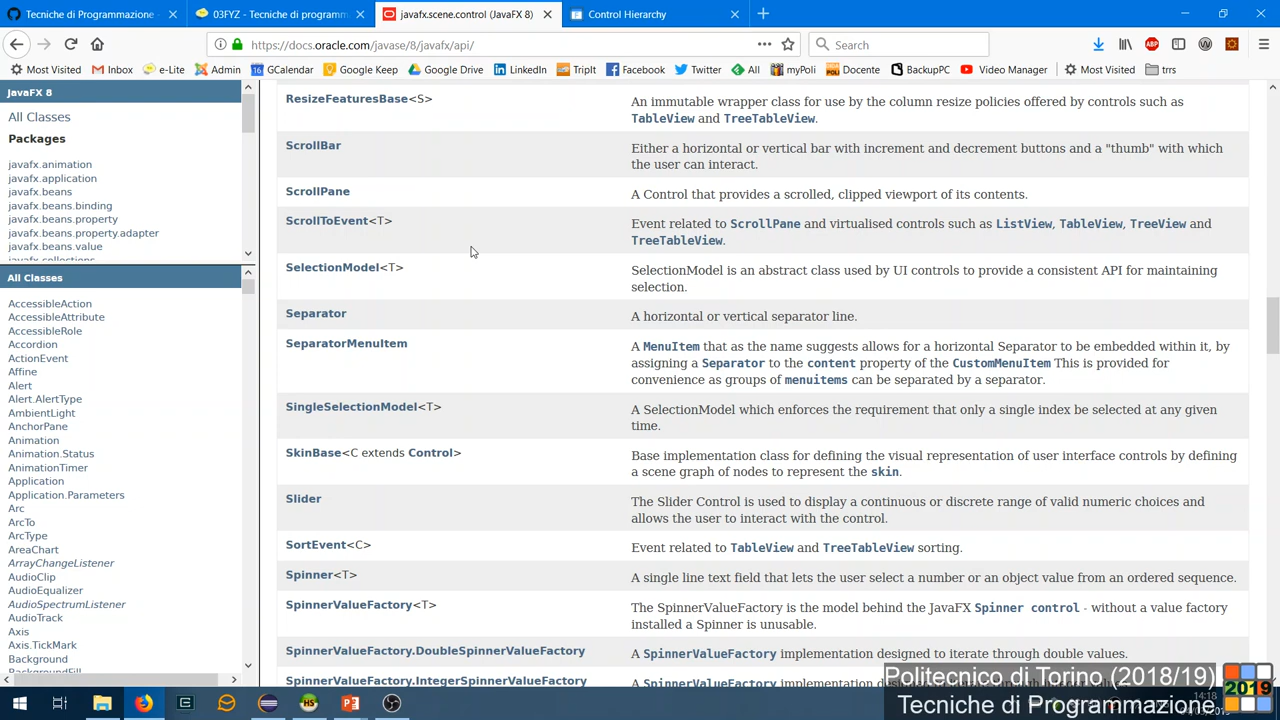 Tecniche di Programmazione -
03FYZ - Tecniche di programm
javafx.scene.control (JavaFX 8)
Control Hierarchy
https://docs.oracle.com/javase/8/javafx/api/
Search
Most Visited
Inbox
e-Lite
Admin
GCalendar
Google Keep
Google Drive
LinkedIn
TripIt
Facebook
Twitter
All
myPoli
Docente
BackupPC
Video Manager
Most Visited
trrs
JavaFX 8
All Classes
Packages
javafx.animation
javafx.application
javafx.beans
javafx.beans.binding
javafx.beans.property
javafx.beans.property.adapter
javafx.beans.value
javafx.collections
All Classes
AccessibleAction
AccessibleAttribute
AccessibleRole
Accordion
ActionEvent
Affine
Alert
Alert.AlertType
AmbientLight
AnchorPane
Animation
Animation.Status
AnimationTimer
Application
Application.Parameters
Arc
ArcTo
ArcType
AreaChart
ArrayChangeListener
AudioClip
AudioEqualizer
AudioSpectrumListener
AudioTrack
Axis
Axis.TickMark
Background
BackgroundFill
ResizeFeaturesBase<S>
An immutable wrapper class for use by the column resize policies offered by controls such as
TableView and TreeTableView.
ScrollBar
Either a horizontal or vertical bar with increment and decrement buttons and a "thumb" with which
the user can interact.
ScrollPane
A Control that provides a scrolled, clipped viewport of its contents.
ScrollToEvent<T>
Event related to ScrollPane and virtualised controls such as ListView, TableView, TreeView and
TreeTableView.
SelectionModel<T>
SelectionModel is an abstract class used by UI controls to provide a consistent API for maintaining
selection.
Separator
A horizontal or vertical separator line.
SeparatorMenuItem
A MenuItem that as the name suggests allows for a horizontal Separator to be embedded within it, by
assigning a Separator to the content property of the CustomMenuItem This is provided for
convenience as groups of menuitems can be separated by a separator.
SingleSelectionModel<T>
A SelectionModel which enforces the requirement that only a single index be selected at any given
time.
SkinBase<C extends Control>
Base implementation class for defining the visual representation of user interface controls by defining
a scene graph of nodes to represent the skin.
Slider
The Slider Control is used to display a continuous or discrete range of valid numeric choices and
allows the user to interact with the control.
SortEvent<C>
Event related to TableView and TreeTableView sorting.
Spinner<T>
A single line text field that lets the user select a number or an object value from an ordered sequence.
SpinnerValueFactory<T>
The SpinnerValueFactory is the model behind the JavaFX Spinner control - without a value factory
installed a Spinner is unusable.
SpinnerValueFactory.DoubleSpinnerValueFactory
A SpinnerValueFactory implementation designed to iterate through double values.
SpinnerValueFactory.IntegerSpinnerValueFactory
A SpinnerValueFactory implementation
Politecnico di Torino (2018/19)
Tecniche di Programmazione
2019
14:18